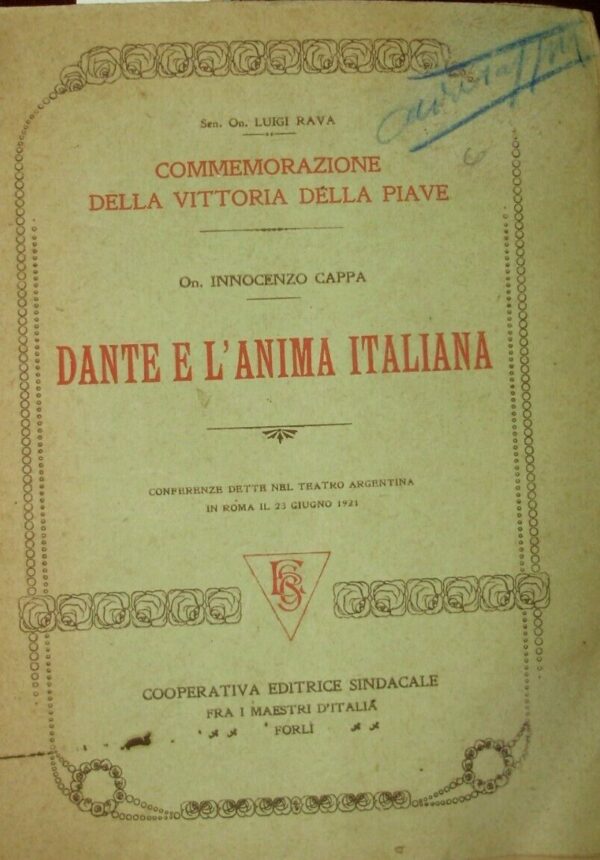 Sen. On. LUIGI RAVA
COMMEMORAZIONE
DELLA VITTORIA DELLA PIAVE
On. INNOCENZO CAPPA
DANTE E L'ANIMA ITALIANA
CONFERENZE DETTE NEL TEATRO ARGENTINA
IN ROMA IL 23 GIUGNO 1921
COOPERATIVA EDITRICE SINDACALE
FRA I MAESTRI D'ITALIA
FORLÌ